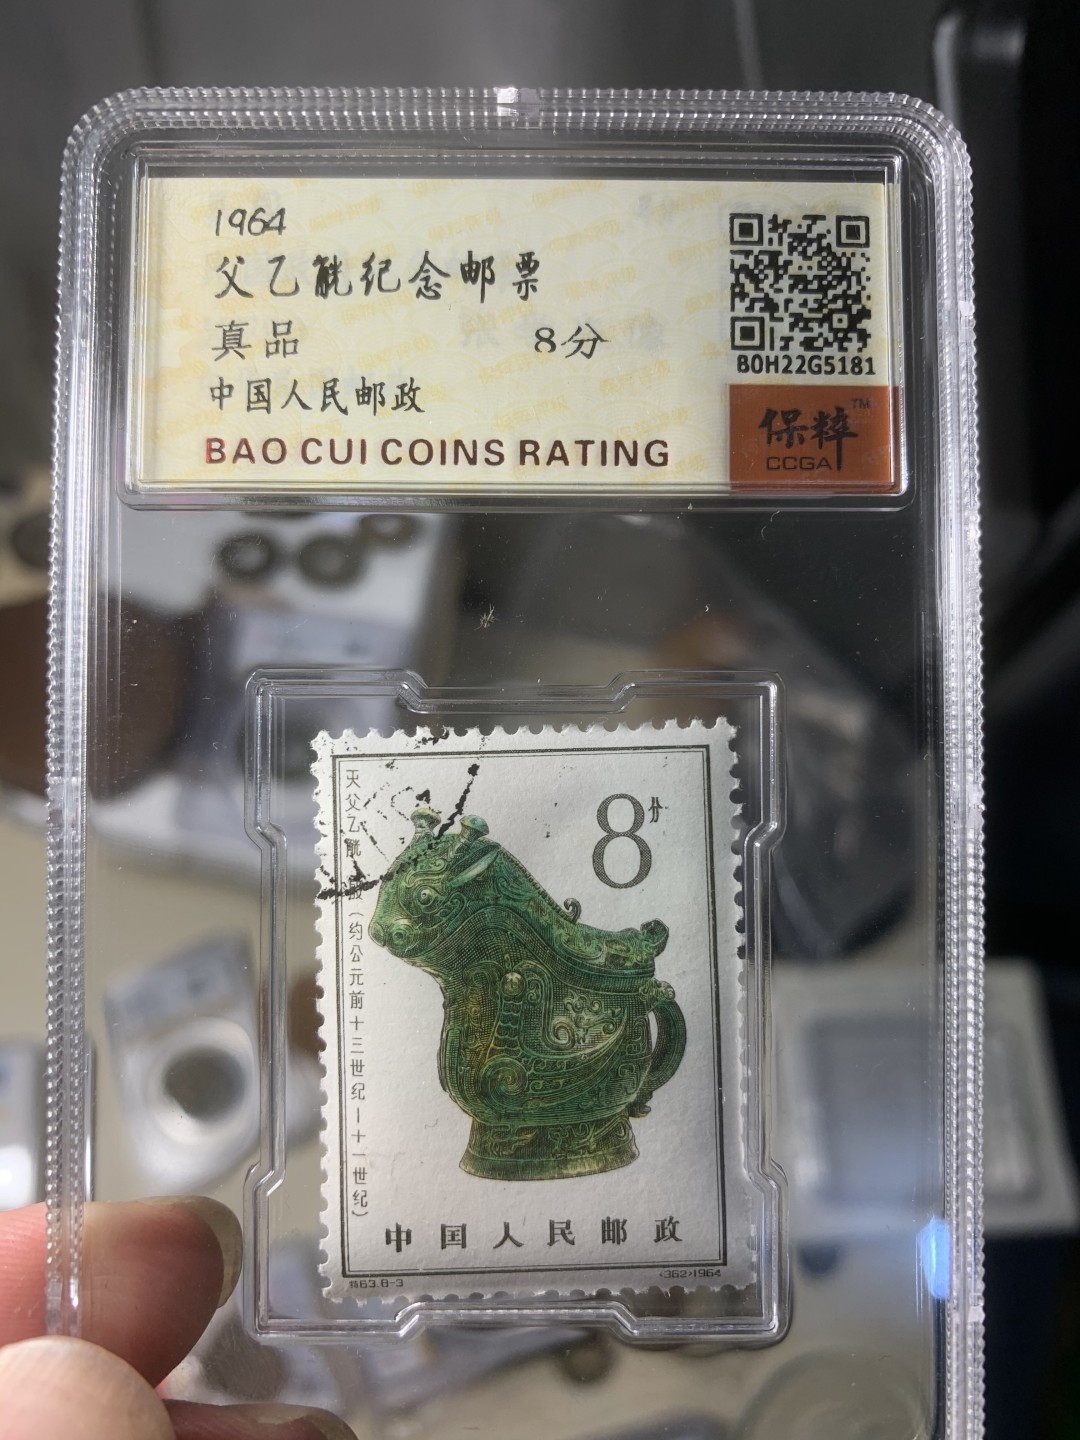 1964
父乙觥纪念邮票
真品 8分
中国人民邮政
BAO CUI COINS RATING
B0H22G5181
保粹™
CCGA
8分
天父乙觥
(约公元前十三世纪—十一世纪)
中国人民邮政
特63.8-3
(362)1964